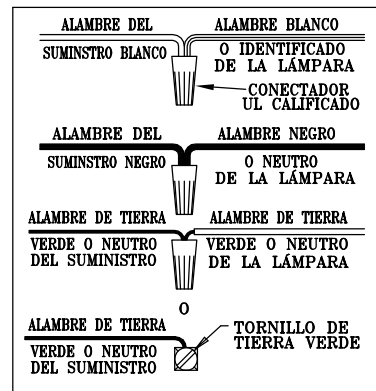 ALAMBRE DEL ALAMBRE BLANCO
SUMINSTRO BLANCO O IDENTIFICADO
DE LA LÁMPARA
CONECTADOR
UL CALIFICADO
ALAMBRE DEL ALAMBRE NEGRO
SUMINSTRO NEGRO O NEUTRO
DE LA LÁMPARA
ALAMBRE DE TIERRA ALAMBRE DE TIERRA
VERDE O NEUTRO VERDE O NEUTRO
DEL SUMINISTRO DE LA LÁMPARA
O
ALAMBRE DE TIERRA TORNILLO DE
TIERRA VERDE
VERDE O NEUTRO
DEL SUMINISTRO